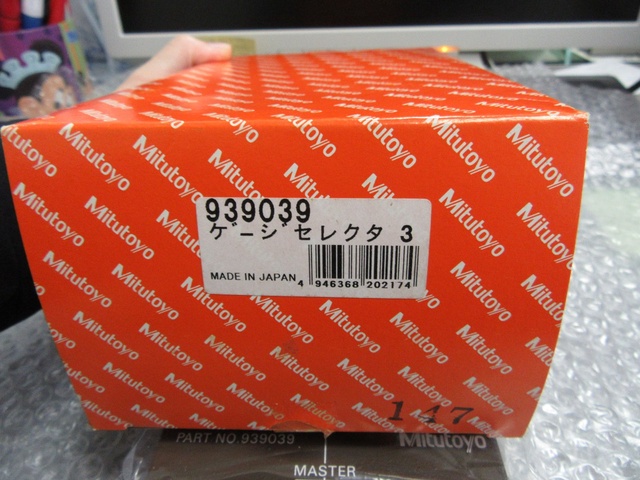 Mitutoyo
939039
ゲージセレクタ 3
MADE IN JAPAN
4 946368 202174
147
PART NO.939039
Mitutoyo
MASTER